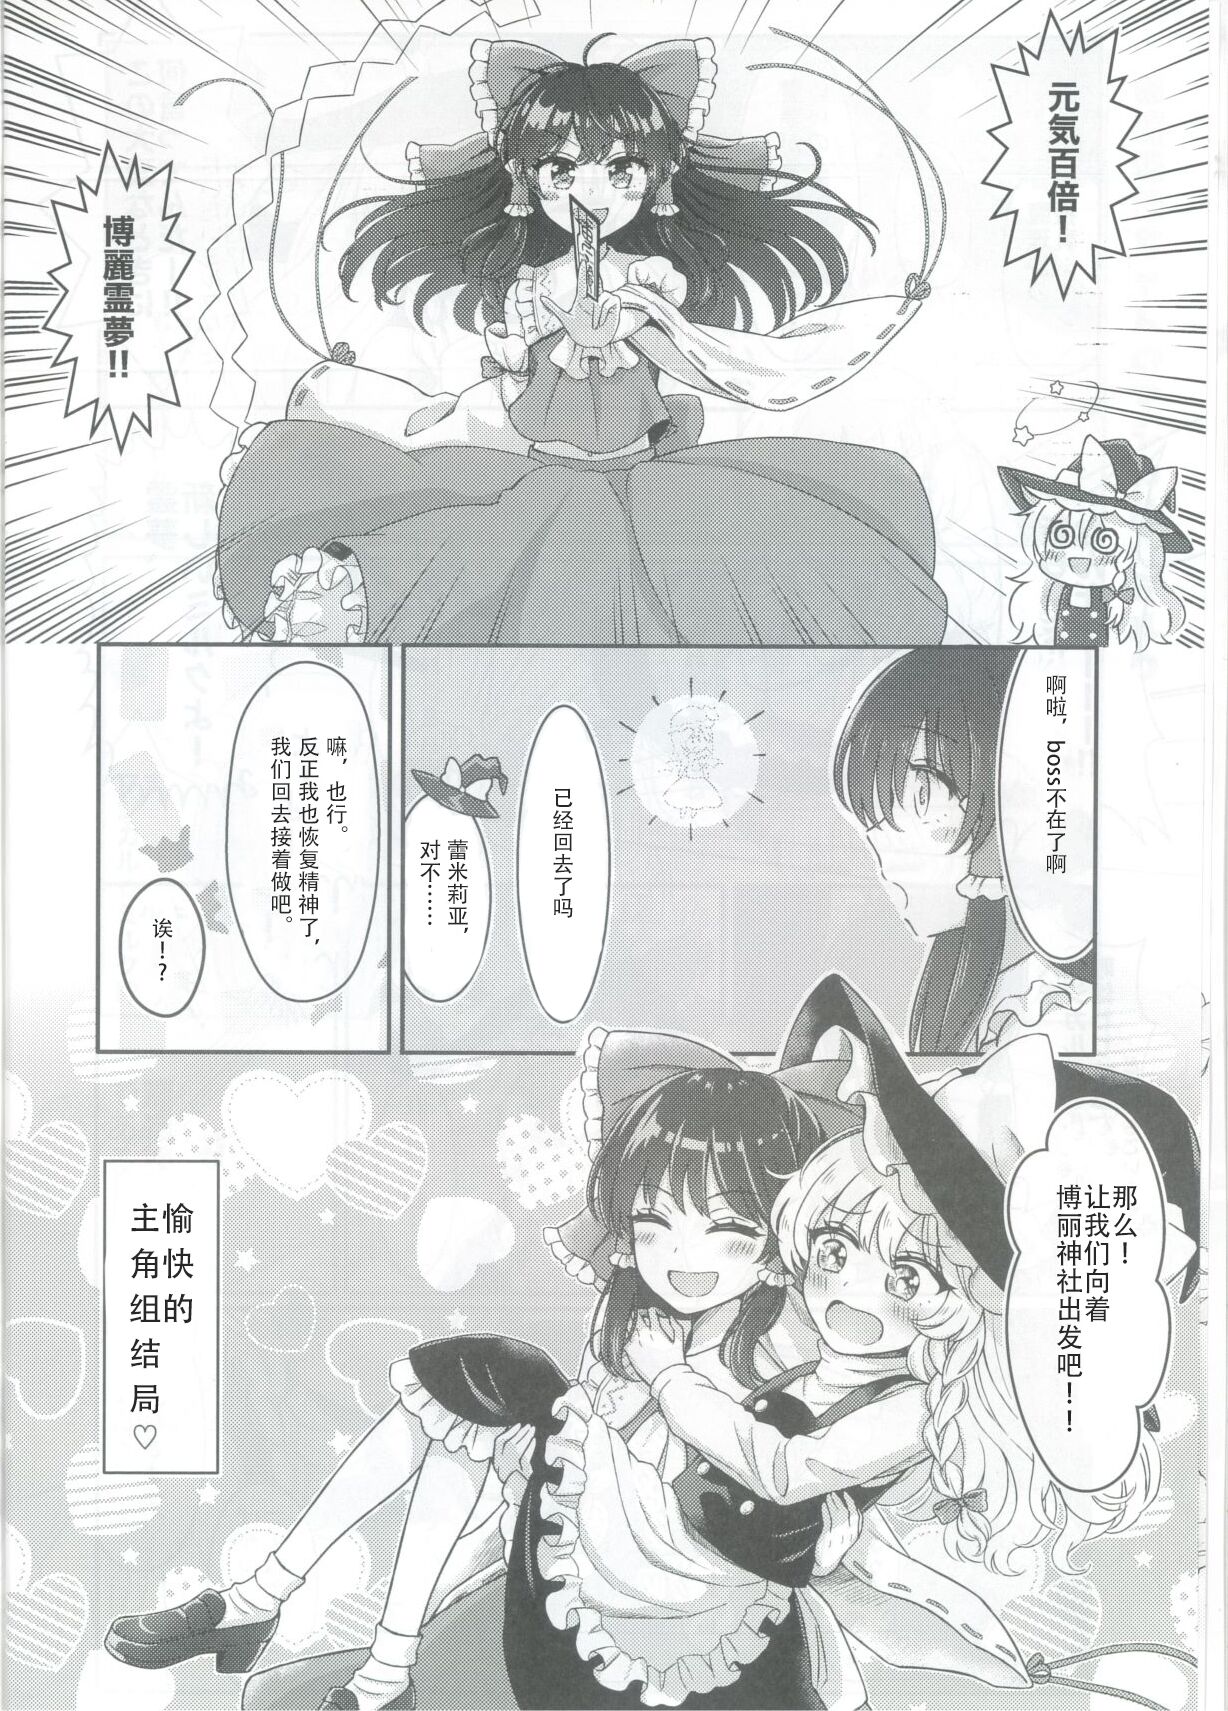 元気百倍!
博麗霊夢!!
啊啦，boss不在了啊
已经回去了吗
蕾米莉亚，
对不……
嘛，也行。
反正我也恢复精神了，
我们回去接着做吧。
诶!?
那么！
让我们向着
博丽神社出发吧！！
愉快的
主角组结局♡